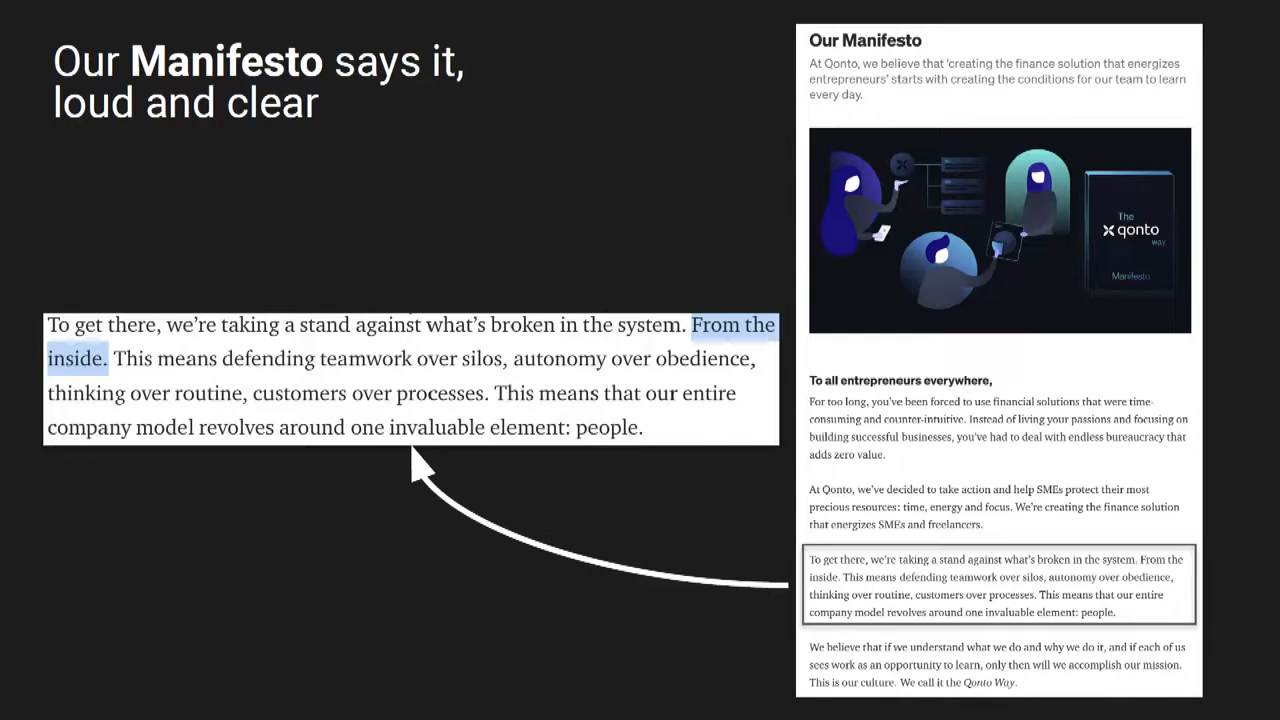 Our Manifesto says it,
loud and clear
To get there, we're taking a stand against what's broken in the system. From the
inside. This means defending teamwork over silos, autonomy over obedience,
thinking over routine, customers over processes. This means that our entire
company model revolves around one invaluable element: people.
Our Manifesto
At Qonto, we believe that ‘creating the finance solution that energizes
entrepreneurs’ starts with creating the conditions for our team to learn
every day.
The
qonto
way
Manifesto
To all entrepreneurs everywhere,
For too long, you've been forced to use financial solutions that were time-
consuming and counter-intuitive. Instead of living your passions and focusing on
building successful businesses, you've had to deal with endless bureaucracy that
adds zero value.
At Qonto, we've decided to take action and help SMEs protect their most
precious resources: time, energy and focus. We're creating the finance solution
that energizes SMEs and freelancers.
To get there, we're taking a stand against what's broken in the system. From the
inside. This means defending teamwork over silos, autonomy over obedience,
thinking over routine, customers over processes. This means that our entire
company model revolves around one invaluable element: people.
We believe that if we understand what we do and why we do it, and if each of us
sees work as an opportunity to learn, only then will we accomplish our mission.
This is our culture. We call it the Qonto Way.